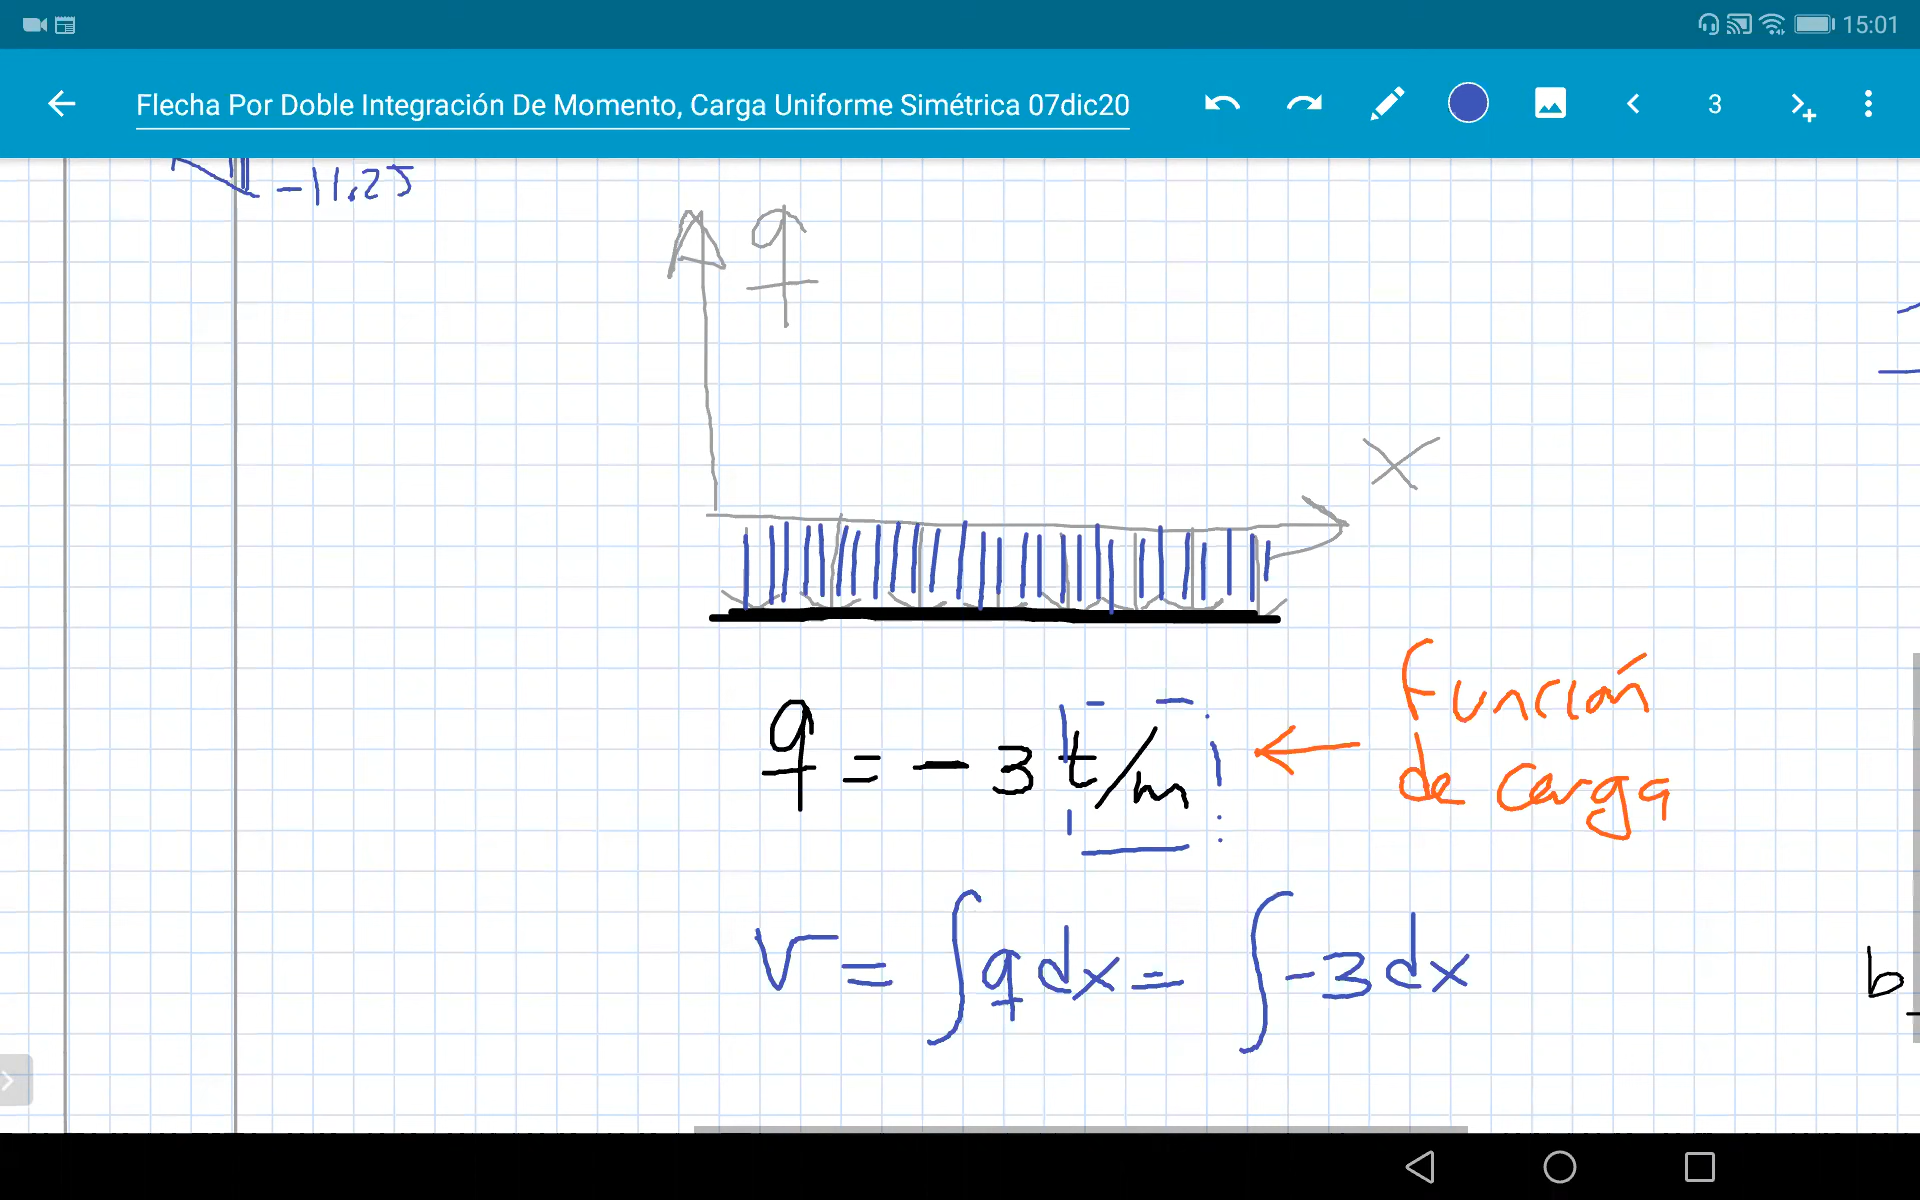 15:01
Flecha Por Doble Integración De Momento, Carga Uniforme Simétrica 07dic20
3
-11.25
q
x
q = -3 t/m
Función
de carga
V = ∫ q dx = ∫ -3 dx
b